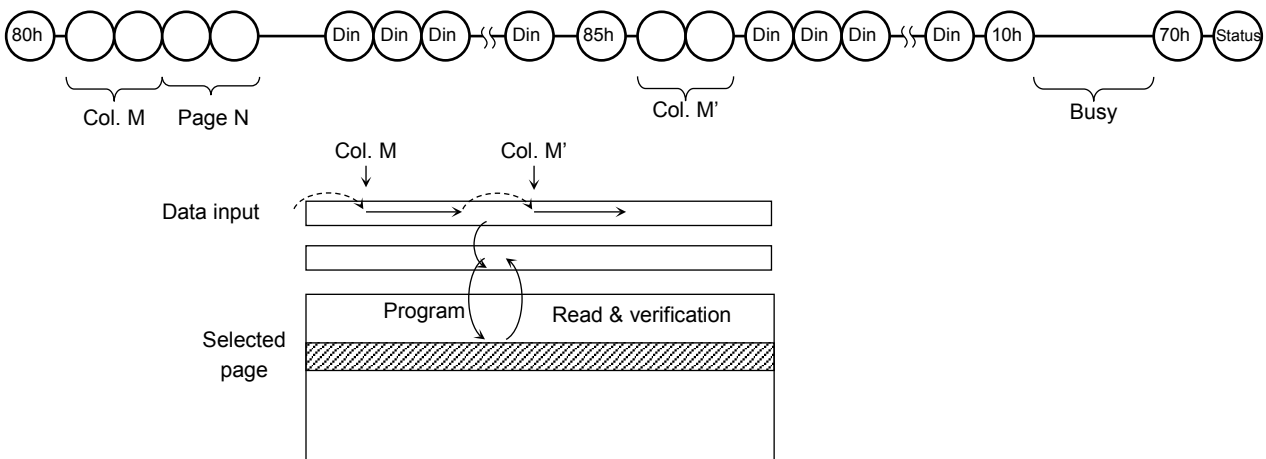 80h Din Din Din Din 85h Din Din Din Din 10h 70h Status
Col. M Page N Col. M’ Busy
Col. M Col. M’
Data input
Program Read & verification
Selected
page